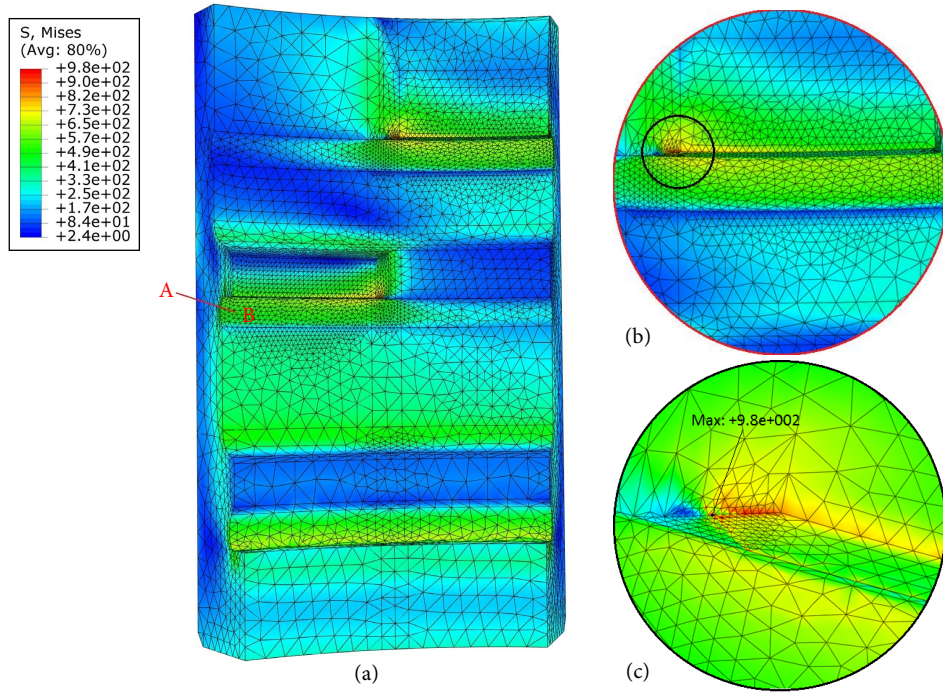 S, Mises
(Avg: 80%)
+9.8e+02
+9.0e+02
+8.2e+02
+7.3e+02
+6.5e+02
+5.7e+02
+4.9e+02
+4.1e+02
+3.3e+02
+2.5e+02
+1.7e+02
+8.4e+01
+2.4e+00
A
B
(a)
(b)
Max: +9.8e+002
(c)